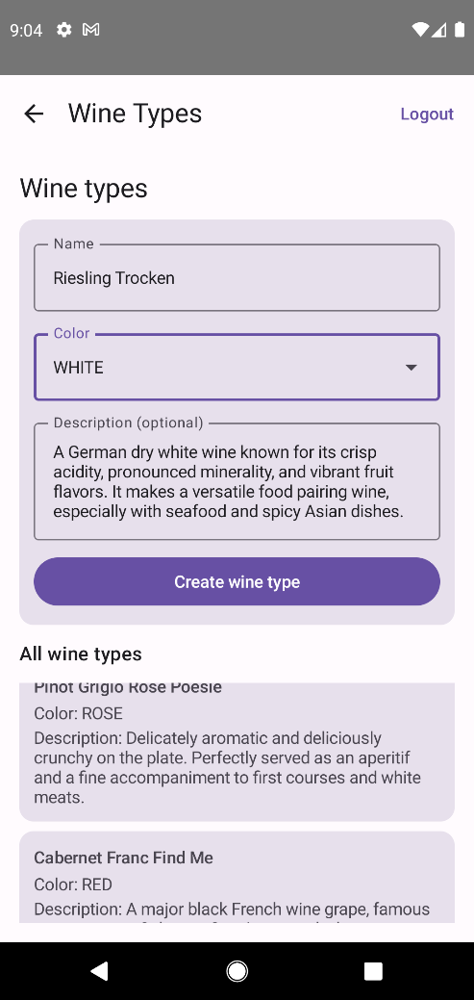 9:04
Wine Types
Logout
Wine types
Name
Riesling Trocken
Color
WHITE
Description (optional)
A German dry white wine known for its crisp
acidity, pronounced minerality, and vibrant fruit
flavors. It makes a versatile food pairing wine,
especially with seafood and spicy Asian dishes.
Create wine type
All wine types
Pinot Grigio Rose Poesie
Color: ROSE
Description: Delicately aromatic and deliciously
crunchy on the plate. Perfectly served as an aperitif
and a fine accompaniment to first courses and white
meats.
Cabernet Franc Find Me
Color: RED
Description: A major black French wine grape, famous